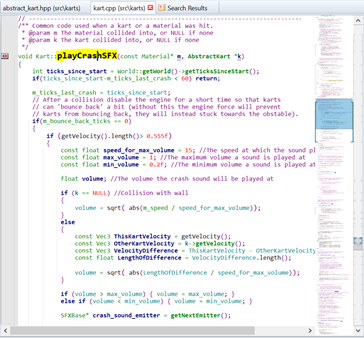 abstract_kart.hpp (src\karts)
kart.cpp (src\karts)
Search Results
//-----------------------------------------------------------------------------
/** Common code used when a kart or a material was hit.
 * @param m The material collided into, or NULL if none
 * @param k The kart collided into, or NULL if none
 */
void Kart::playCrashSFX(const Material* m, AbstractKart *k)
{
int ticks_since_start = World::getWorld()->getTicksSinceStart();
if(ticks_since_start-m_ticks_last_crash < 60) return;
m_ticks_last_crash = ticks_since_start;
// After a collision disable the engine for a short time so that karts
// can 'bounce back' a bit (without this the engine force will prevent
// karts from bouncing back, they will instead stuck towards the obstable).
if(m_bounce_back_ticks == 0)
{
if (getVelocity().length()> 0.555f)
{
const float speed_for_max_volume = 15; //The speed at which the sound pl
const float max_volume = 1; //The maximum volume a sound is played at
const float min_volume = 0.2f; //The minimum volume a sound is played at
float volume; //The volume the crash sound will be played at
if (k == NULL) //Collision with wall
{
volume = sqrt( abs(m_speed / speed_for_max_volume));
}
else
{
const Vec3 ThisKartVelocity = getVelocity();
const Vec3 OtherKartVelocity = k->getVelocity();
const Vec3 VelocityDifference = ThisKartVelocity - OtherKartVelocit
const float LengthOfDifference = VelocityDifference.length();
volume = sqrt( abs(LengthOfDifference / speed_for_max_volume));
}
if (volume > max_volume) { volume = max_volume; }
else if (volume < min_volume) { volume = min_volume; }
SFXBase* crash_sound_emitter = getNextEmitter();